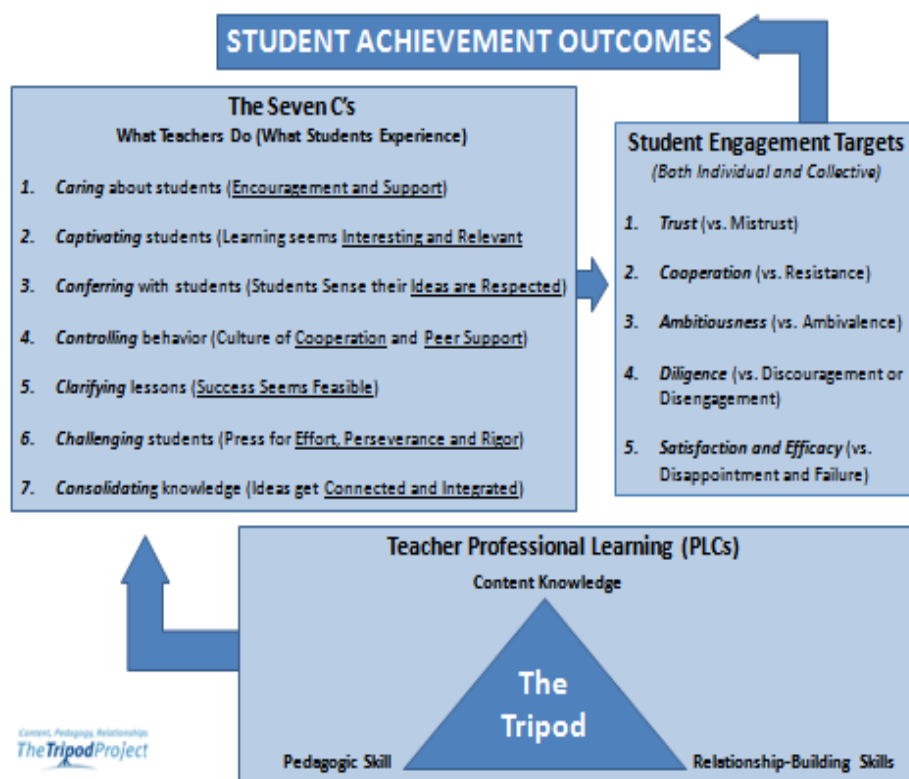 STUDENT ACHIEVEMENT OUTCOMES
The Seven C's
What Teachers Do (What Students Experience)
1. Caring about students (Encouragement and Support)
2. Captivating students (Learning seems Interesting and Relevant
3. Conferring with students (Students Sense their Ideas are Respected)
4. Controlling behavior (Culture of Cooperation and Peer Support)
5. Clarifying lessons (Success Seems Feasible)
6. Challenging students (Press for Effort, Perseverance and Rigor)
7. Consolidating knowledge (Ideas get Connected and Integrated)
Student Engagement Targets
(Both Individual and Collective)
1. Trust (vs. Mistrust)
2. Cooperation (vs. Resistance)
3. Ambitiousness (vs. Ambivalence)
4. Diligence (vs. Discouragement or
Disengagement)
5. Satisfaction and Efficacy (vs.
Disappointment and Failure)
Teacher Professional Learning (PLCs)
Content Knowledge
The
Tripod
Pedagogic Skill
Relationship-Building Skills
Content, Pedagogy, Relationships
TheTripodProject